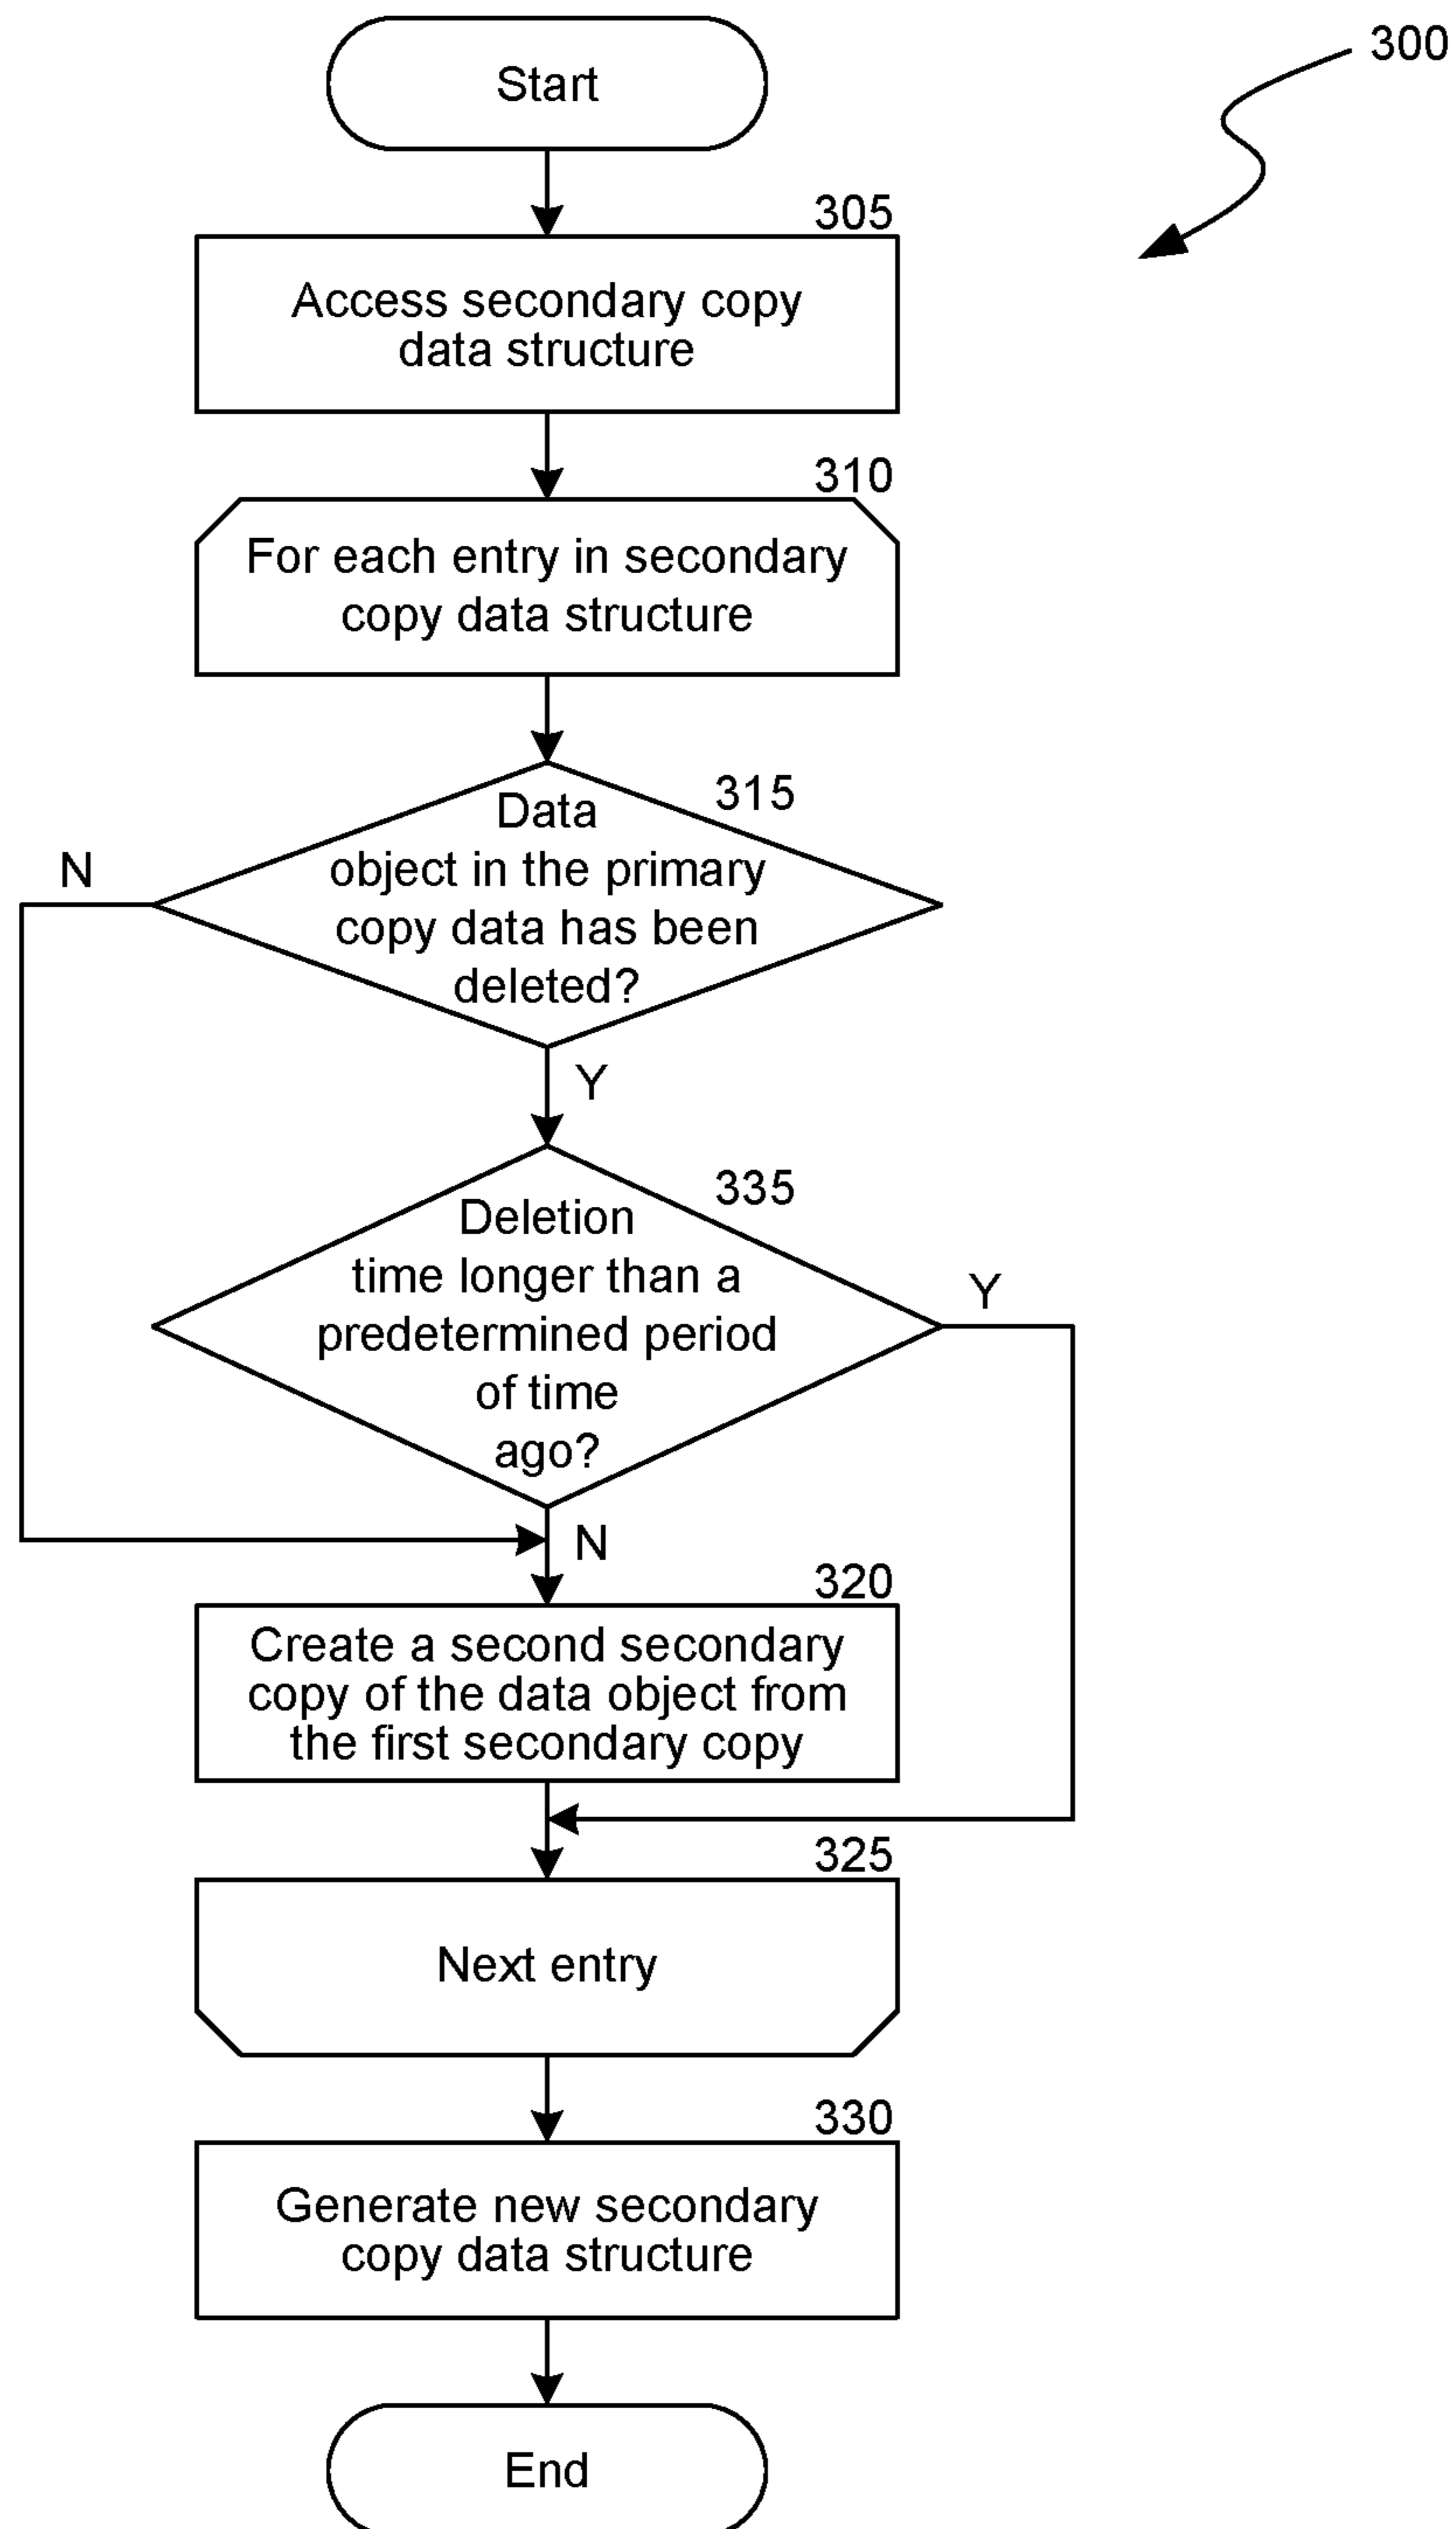 Start
300
305
Access secondary copy
data structure
310
For each entry in secondary
copy data structure
315
Data
object in the primary
copy data has been
deleted?
N
Y
335
Deletion
time longer than a
predetermined period
of time
ago?
Y
N
320
Create a second secondary
copy of the data object from
the first secondary copy
325
Next entry
330
Generate new secondary
copy data structure
End